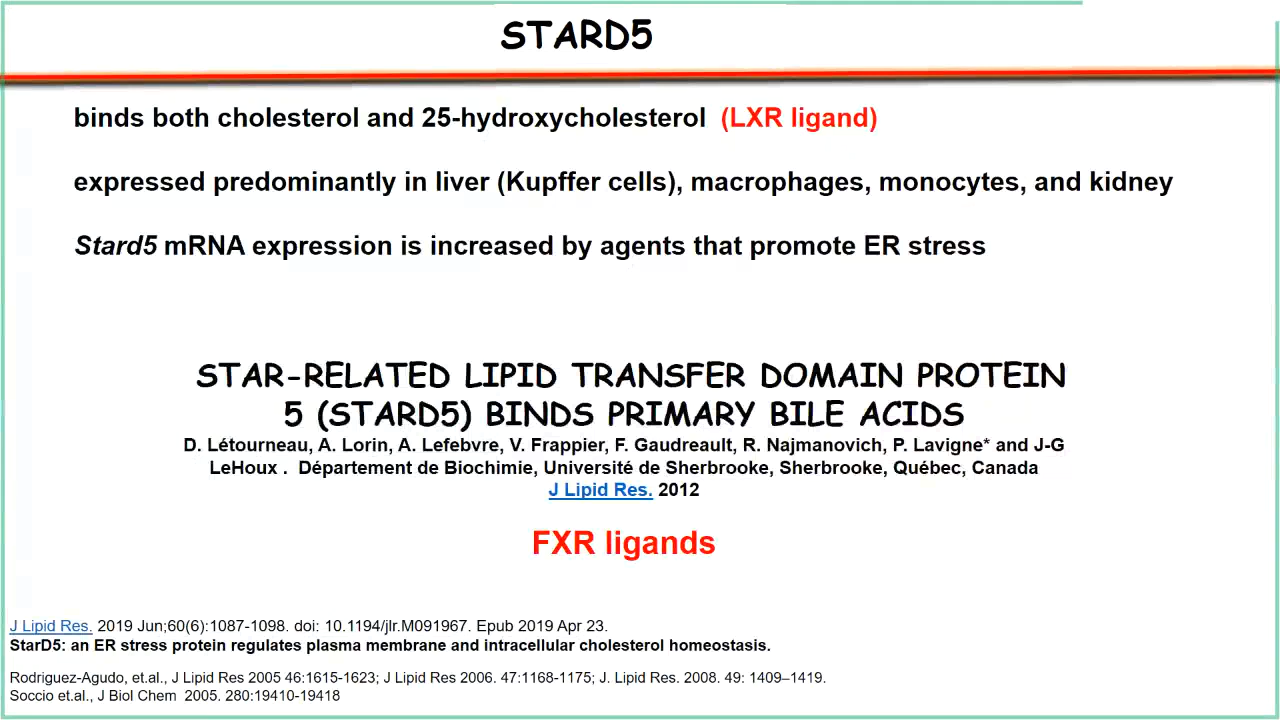 STARD5
binds both cholesterol and 25-hydroxycholesterol (LXR ligand)
expressed predominantly in liver (Kupffer cells), macrophages, monocytes, and kidney
Stard5 mRNA expression is increased by agents that promote ER stress
STAR-RELATED LIPID TRANSFER DOMAIN PROTEIN
5 (STARD5) BINDS PRIMARY BILE ACIDS
D. Létourneau, A. Lorin, A. Lefebvre, V. Frappier, F. Gaudreault, R. Najmanovich, P. Lavigne* and J-G
LeHoux . Département de Biochimie, Université de Sherbrooke, Sherbrooke, Québec, Canada
J Lipid Res. 2012
FXR ligands
J Lipid Res. 2019 Jun;60(6):1087-1098. doi: 10.1194/jlr.M091967. Epub 2019 Apr 23.
StarD5: an ER stress protein regulates plasma membrane and intracellular cholesterol homeostasis.
Rodriguez-Agudo, et.al., J Lipid Res 2005 46:1615-1623; J Lipid Res 2006. 47:1168-1175; J. Lipid Res. 2008. 49: 1409–1419.
Soccio et.al., J Biol Chem 2005. 280:19410-19418